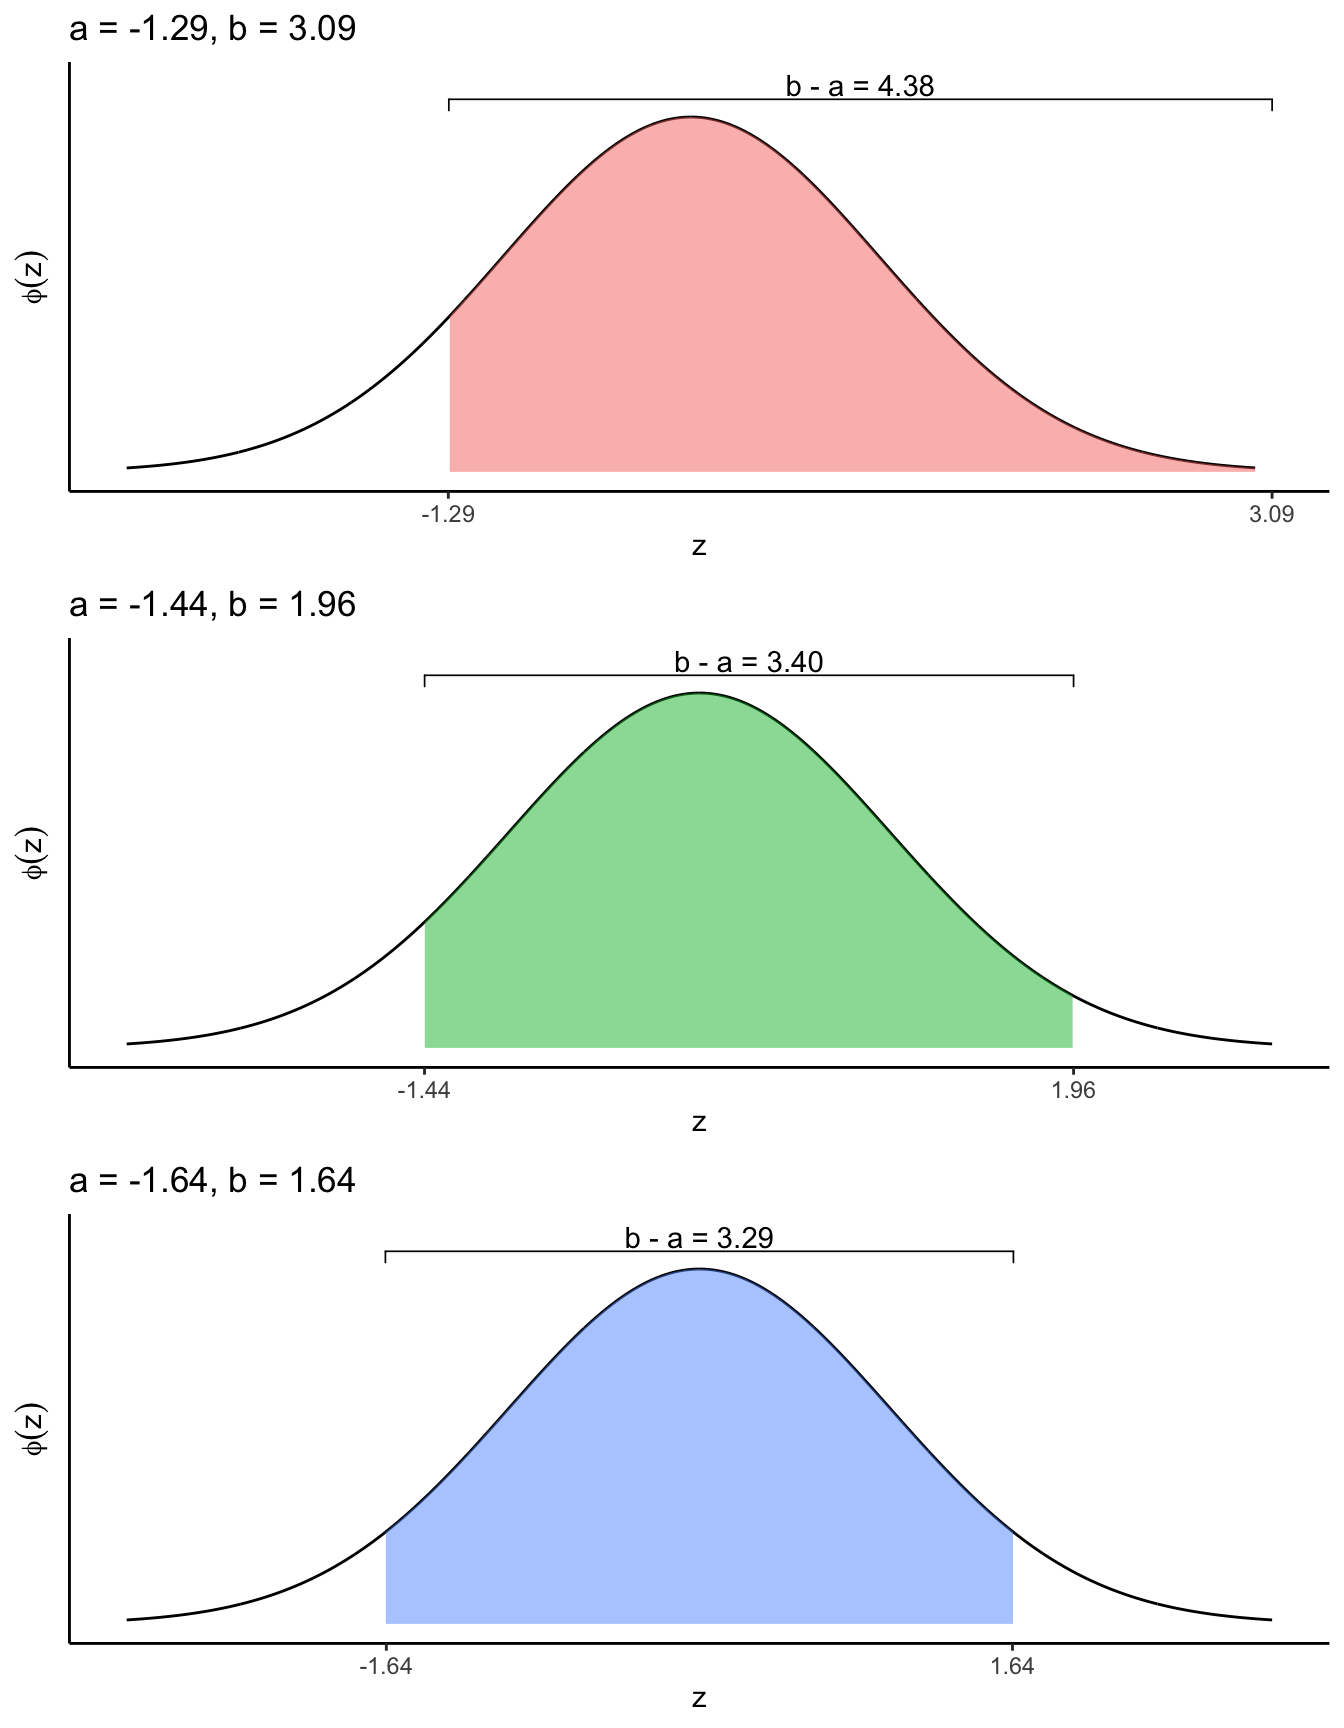 a = -1.29, b = 3.09
b - a = 4.38
ϕ(z)
-1.29 3.09
z
a = -1.44, b = 1.96
b - a = 3.40
ϕ(z)
-1.44 1.96
z
a = -1.64, b = 1.64
b - a = 3.29
ϕ(z)
-1.64 1.64
z